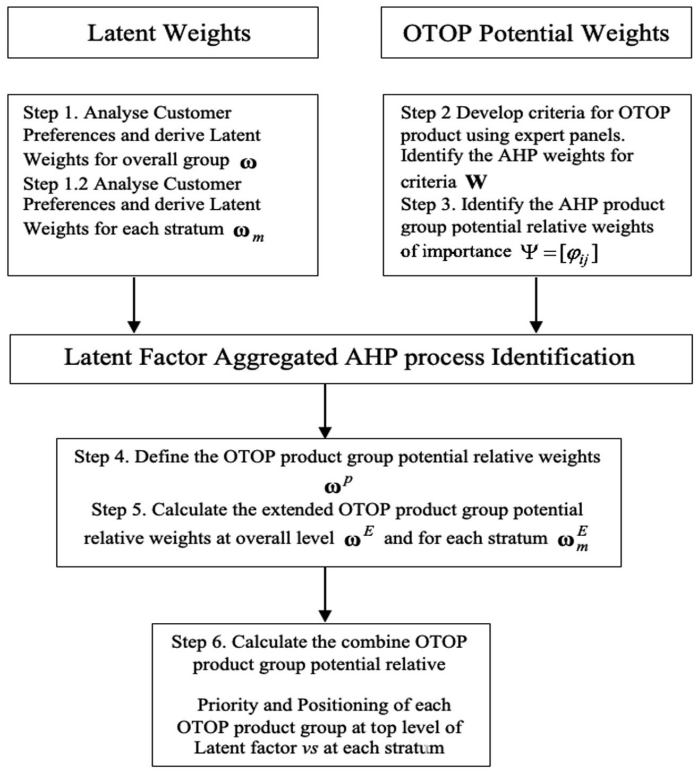 Latent Weights
OTOP Potential Weights
Step 1. Analyse Customer
Preferences and derive Latent
Weights for overall group ω
Step 1.2 Analyse Customer
Preferences and derive Latent
Weights for each stratum ωₘ
Step 2 Develop criteria for OTOP
product using expert panels.
Identify the AHP weights for
criteria W
Step 3. Identify the AHP product
group potential relative weights
of importance Ψ=[φᵢⱼ]
Latent Factor Aggregated AHP process Identification
Step 4. Define the OTOP product group potential relative weights
ωᵖ
Step 5. Calculate the extended OTOP product group potential
relative weights at overall level ω^E and for each stratum ω_m^E
Step 6. Calculate the combine OTOP
product group potential relative
Priority and Positioning of each
OTOP product group at top level of
Latent factor vs at each stratum